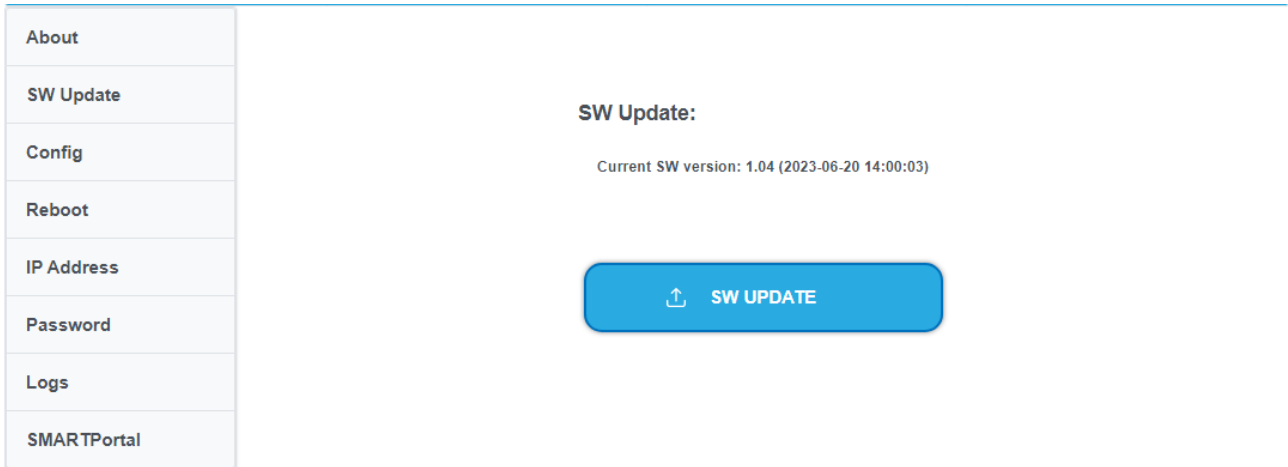 About
SW Update
Config
Reboot
IP Address
Password
Logs
SMARTPortal
SW Update:
Current SW version: 1.04 (2023-06-20 14:00:03)
SW UPDATE